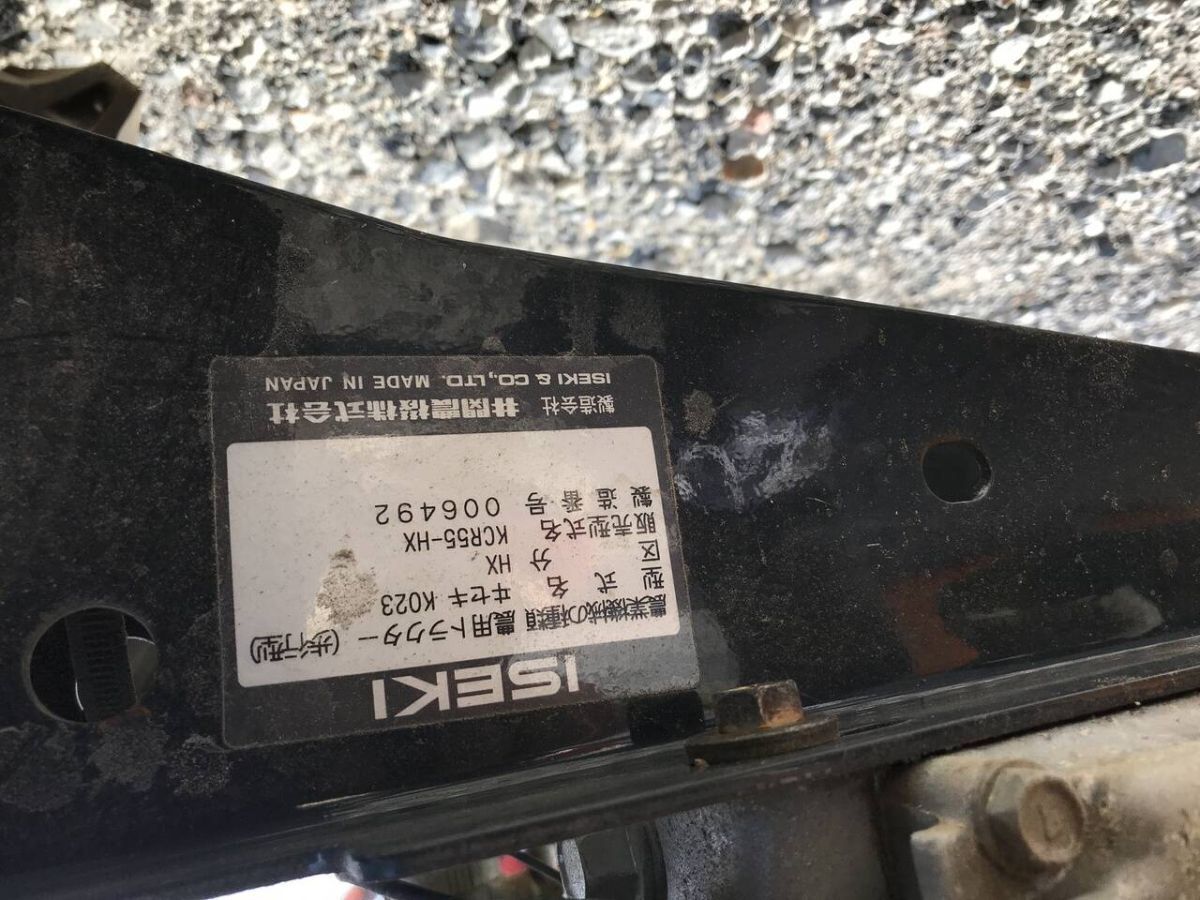 ISEKI
農業機械の種類 農用トラクター (歩行型)
型式名 ヰセキ K023
区分 HX
販売型式名 KCR55-HX
製造番号 006492
製造会社 井関農機株式会社
ISEKI & CO.,LTD. MADE IN JAPAN